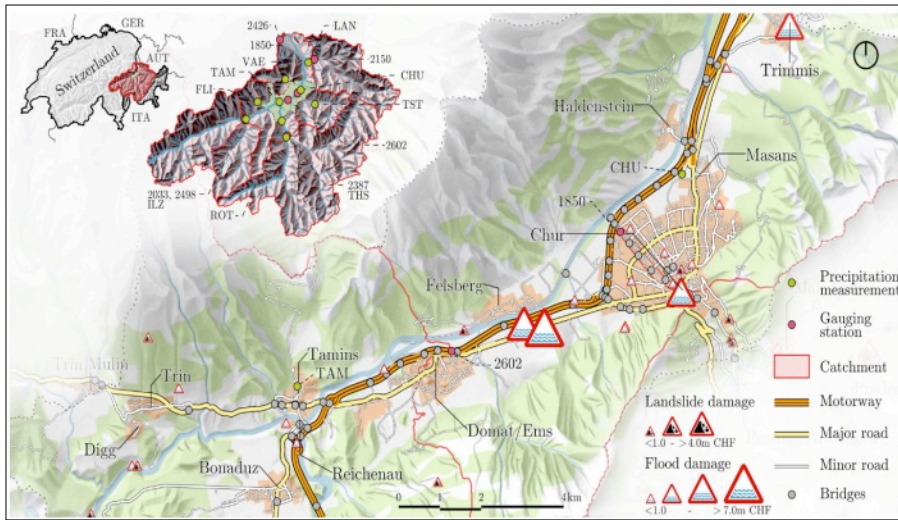 FRA
GER
AUT
Switzerland
ITA
2426
LAN
1850
VAE
2150
TAM
CHU
FLI
TST
2602
2033, 2498
ILZ
2387
THS
ROT
Trimmis
Haldenstein
Masans
CHU
1850
Chur
Felsberg
Tamins
TAM
2602
Trin Mulin
Trin
Domat/Ems
Digg
Bonaduz
Reichenau
0 1 2 4km
Precipitation
measurement
Gauging
station
Catchment
Landslide damage
Motorway
<1.0 - >4.0m CHF
Major road
Flood damage
Minor road
Bridges
<1.0 - >7.0m CHF